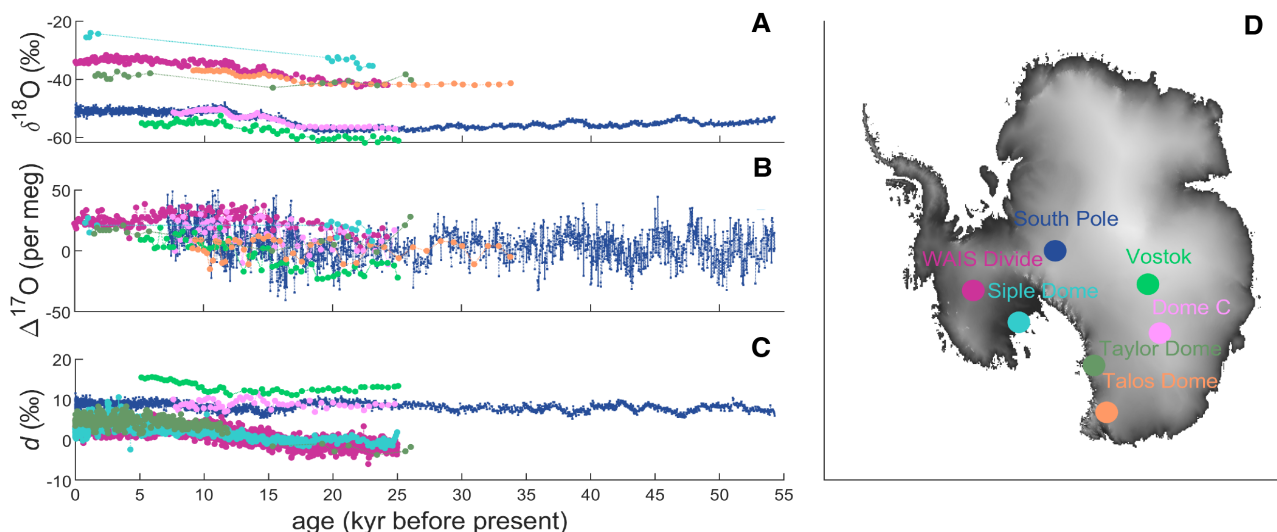 A
δ18O (‰)
-20
-40
-60
B
Δ17O (per meg)
50
0
-50
C
d (‰)
20
10
0
-10
0 5 10 15 20 25 30 35 40 45 50 55
age (kyr before present)
D
South Pole
WAIS Divide
Vostok
Siple Dome
Dome C
Taylor Dome
Talos Dome